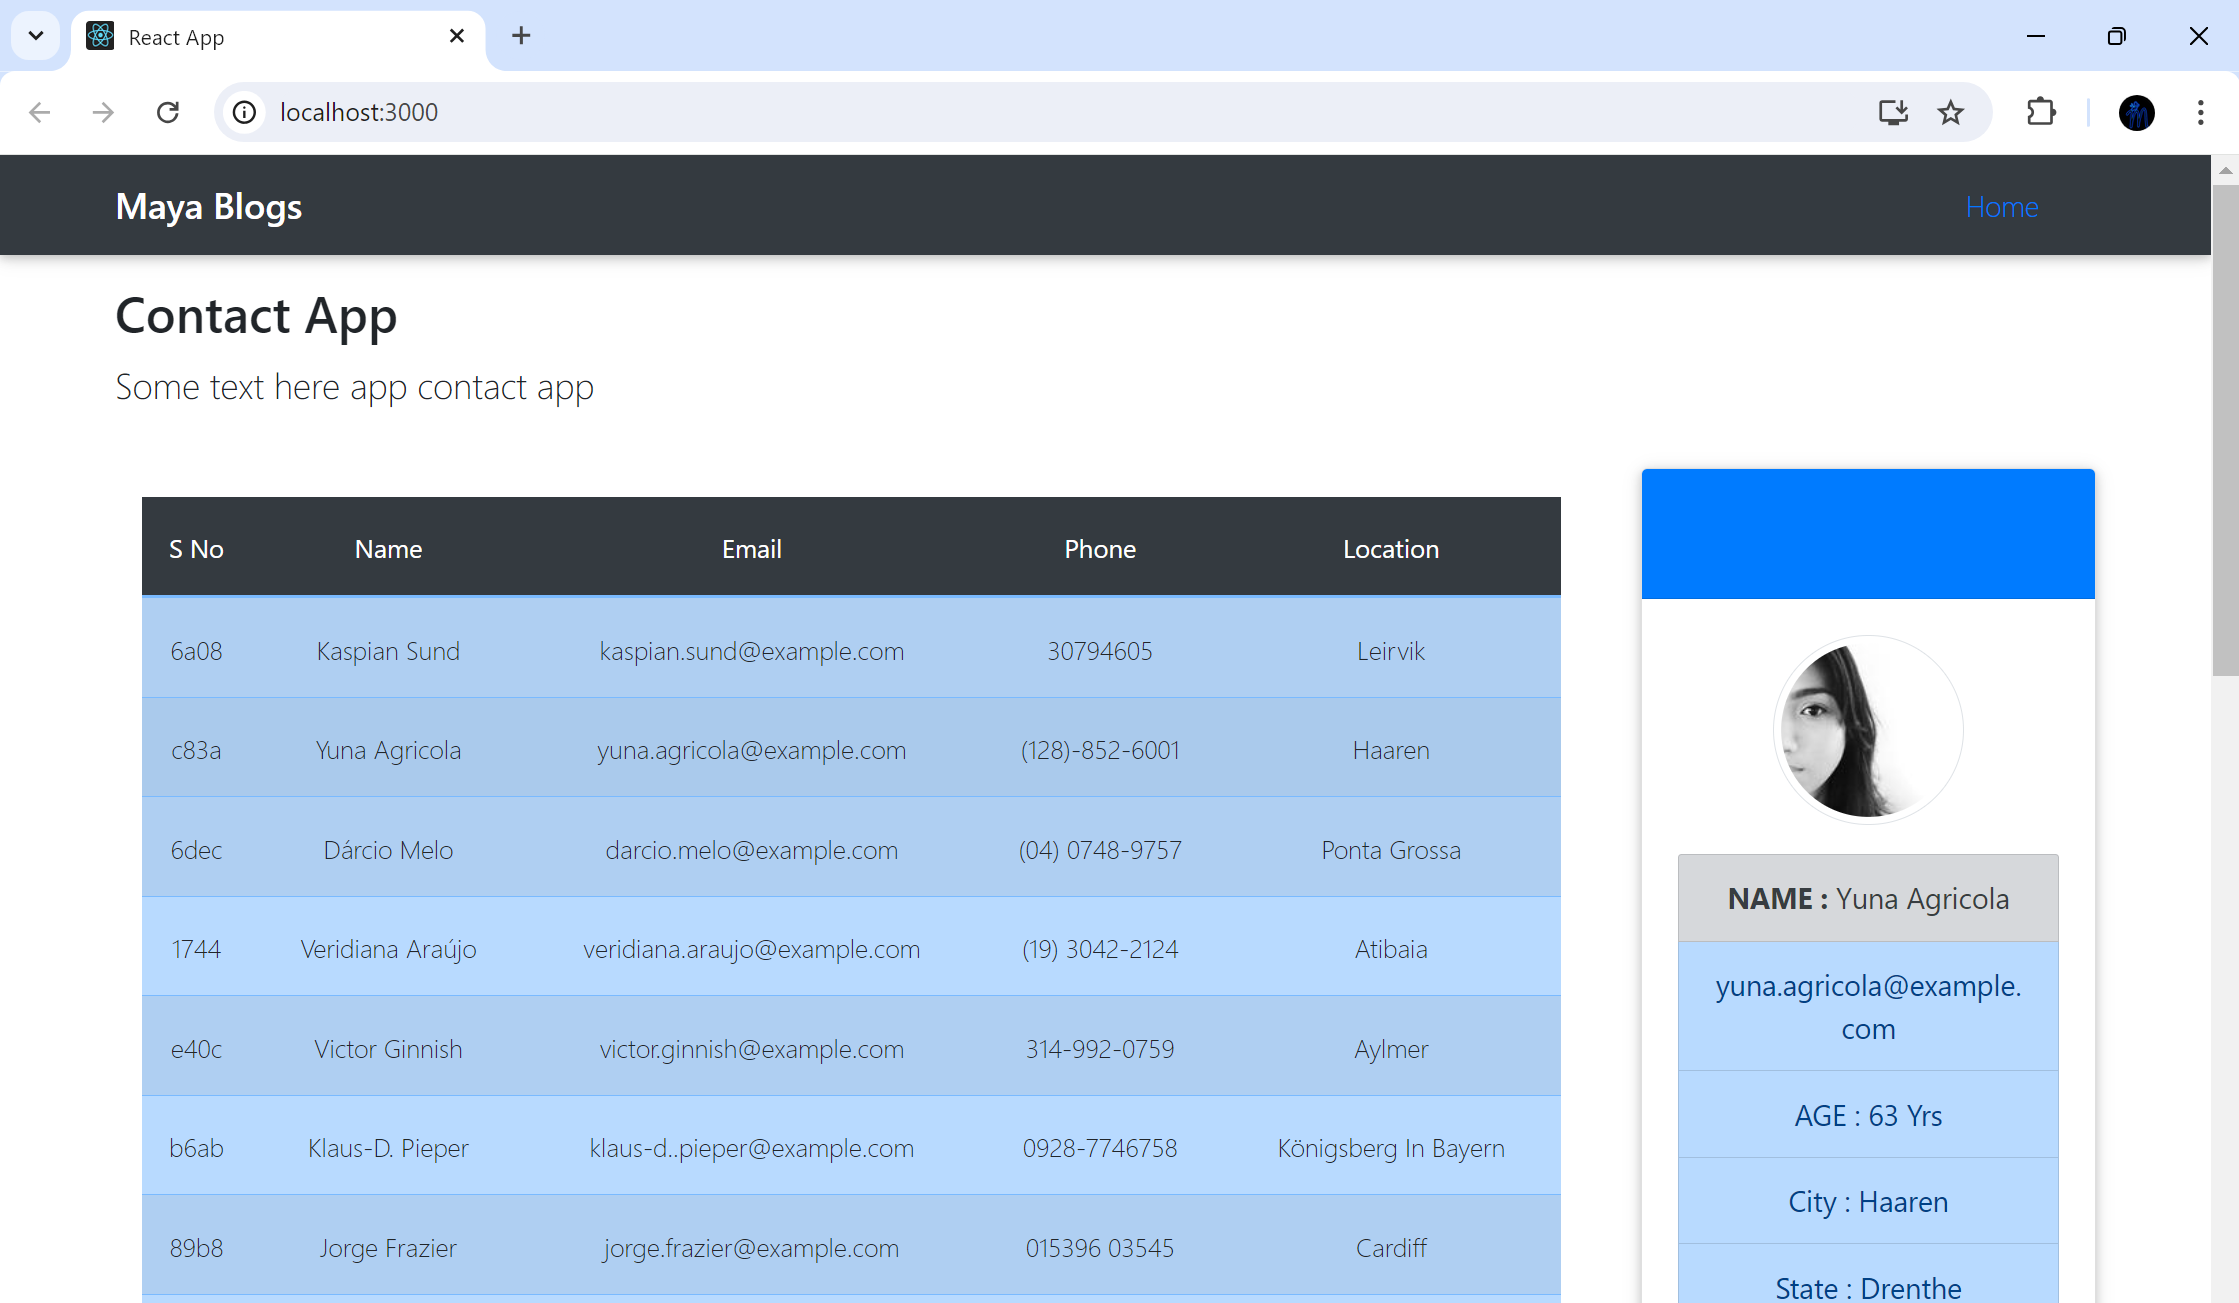 React App
localhost:3000
Maya Blogs Home
Contact App
Some text here app contact app
S No Name Email Phone Location
6a08 Kaspian Sund kaspian.sund@example.com 30794605 Leirvik
c83a Yuna Agricola yuna.agricola@example.com (128)-852-6001 Haaren
6dec Dárcio Melo darcio.melo@example.com (04) 0748-9757 Ponta Grossa
1744 Veridiana Araújo veridiana.araujo@example.com (19) 3042-2124 Atibaia
e40c Victor Ginnish victor.ginnish@example.com 314-992-0759 Aylmer
b6ab Klaus-D. Pieper klaus-d..pieper@example.com 0928-7746758 Königsberg In Bayern
89b8 Jorge Frazier jorge.frazier@example.com 015396 03545 Cardiff
NAME : Yuna Agricola
yuna.agricola@example.
com
AGE : 63 Yrs
City : Haaren
State : Drenthe